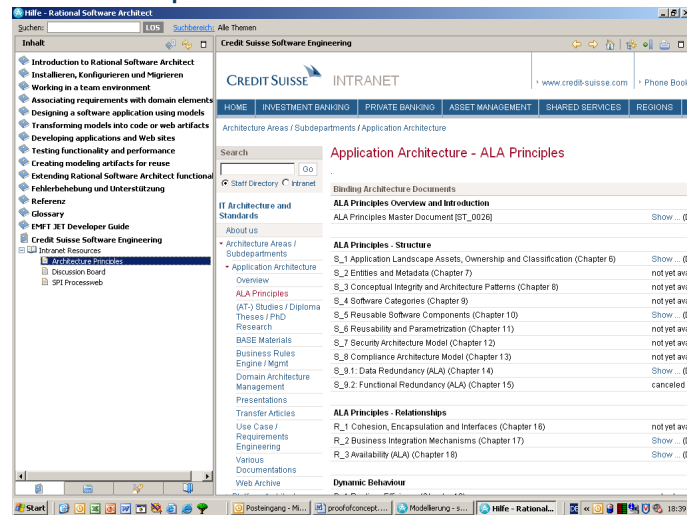 Hilfe - Rational Software Architect
Suchen: LOS Suchbereich: Alle Themen
Inhalt
Introduction to Rational Software Architect
Installieren, Konfigurieren und Migrieren
Working in a team environment
Associating requirements with domain elements
Designing a software application using models
Transforming models into code or web artifacts
Developing applications and Web sites
Testing functionality and performance
Creating modeling artifacts for reuse
Extending Rational Software Architect functional
Fehlerbehebung und Unterstützung
Referenz
Glossary
EMFT JET Developer Guide
Credit Suisse Software Engineering
Intranet Resources
Architecture Principles
Discussion Board
SPI Processweb
Credit Suisse Software Engineering
CREDIT SUISSE INTRANET
www.credit-suisse.com Phone Book
HOME INVESTMENT BANKING PRIVATE BANKING ASSET MANAGEMENT SHARED SERVICES REGIONS
Architecture Areas / Subdepartments / Application Architecture
Search
Go
Staff Directory Intranet
IT Architecture and
Standards
About us
Architecture Areas /
Subdepartments
Application Architecture
Overview
ALA Principles
(AT-) Studies / Diploma
Theses / PhD
Research
BASE Materials
Business Rules
Engine / Mgmt
Domain Architecture
Management
Presentations
Transfer Articles
Use Case /
Requirements
Engineering
Various
Documentations
Web Archive
Application Architecture - ALA Principles
Binding Architecture Documents
ALA Principles Overview and Introduction
ALA Principles Master Document [ST_0026] Show ... (
ALA Principles - Structure
S_1 Application Landscape Assets, Ownership and Classification (Chapter 6) Show ... (
S_2 Entities and Metadata (Chapter 7) not yet ava
S_3 Conceptual Integrity and Architecture Patterns (Chapter 8) not yet ava
S_4 Software Categories (Chapter 9) not yet ava
S_5 Reusable Software Components (Chapter 10) Show ... (
S_6 Reusability and Parametrization (Chapter 11) not yet ava
S_7 Security Architecture Model (Chapter 12) not yet ava
S_8 Compliance Architecture Model (Chapter 13) not yet ava
S_9.1: Data Redundancy (ALA) (Chapter 14) Show ... (
S_9.2: Functional Redundancy (ALA) (Chapter 15) canceled
ALA Principles - Relationships
R_1 Cohesion, Encapsulation and Interfaces (Chapter 16) not yet ava
R_2 Business Integration Mechanisms (Chapter 17) Show ... (
R_3 Availability (ALA) (Chapter 18) Show ... (
Dynamic Behaviour
Start Posteingang - Mi... proofofconcept.... Modellierung - s... Hilfe - Rational... DE 18:39